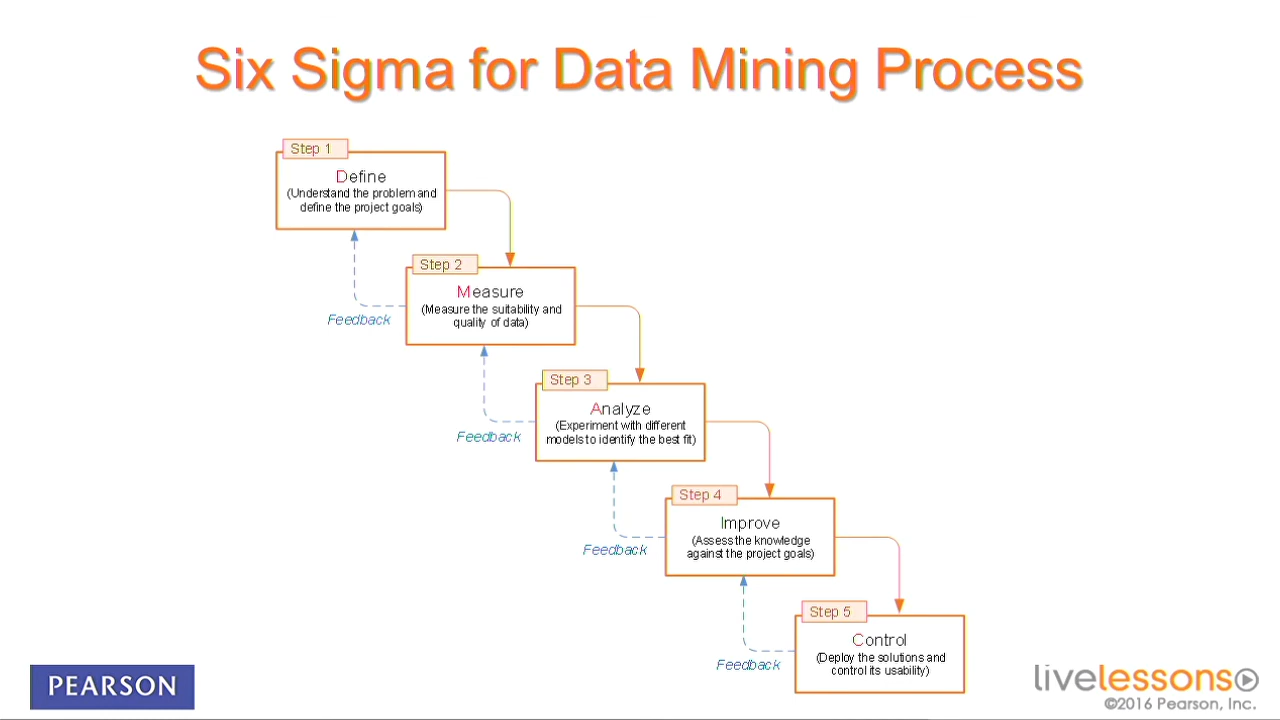 Six Sigma for Data Mining Process
Step 1
Define
(Understand the problem and
define the project goals)
Step 2
Measure
(Measure the suitability and
quality of data)
Feedback
Step 3
Analyze
(Experiment with different
models to identify the best fit)
Feedback
Step 4
Improve
(Assess the knowledge
against the project goals)
Feedback
Step 5
Control
(Deploy the solutions and
control its usability)
Feedback
PEARSON
livelessons
©2016 Pearson, Inc.